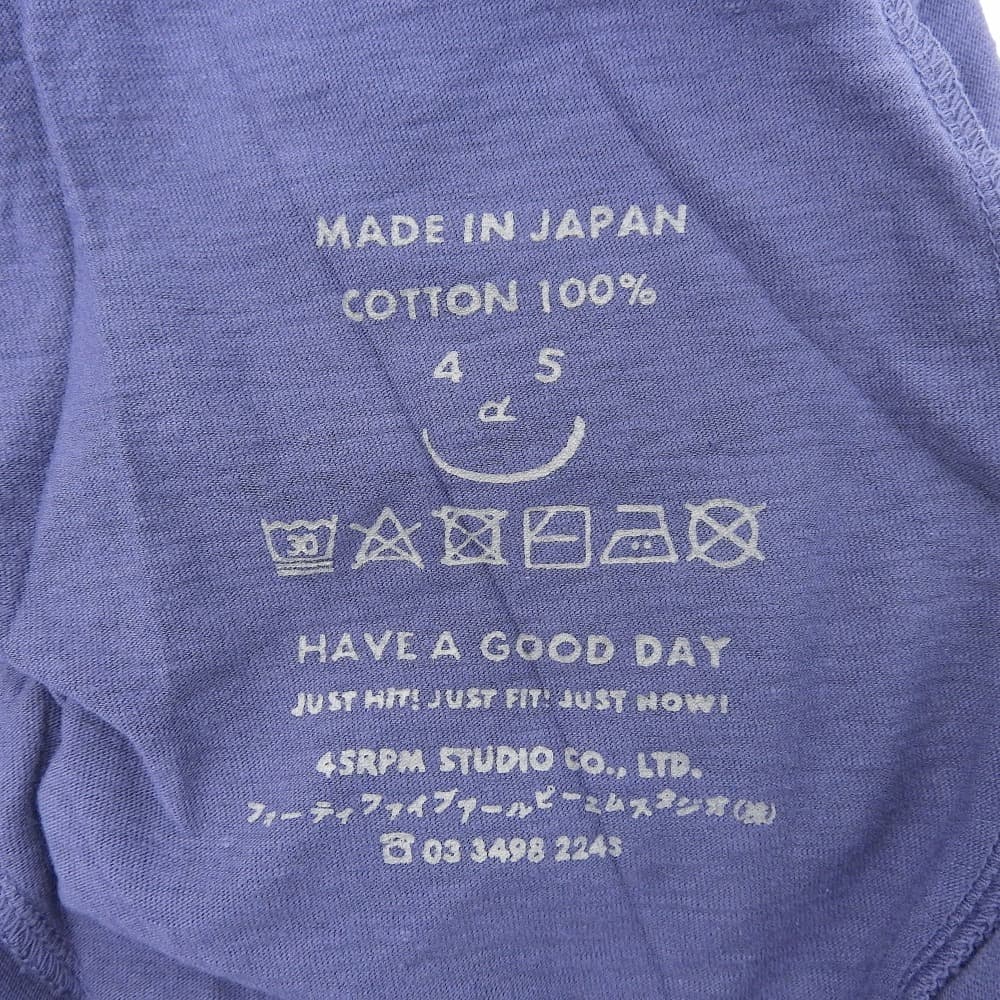 MADE IN JAPAN
COTTON 100%
4 5
R
30
HAVE A GOOD DAY
JUST HIT! JUST FIT! JUST NOW!
45RPM STUDIO CO., LTD.
フォーティファイブアールピーエムスタジオ(株)
☎ 03 3498 2245